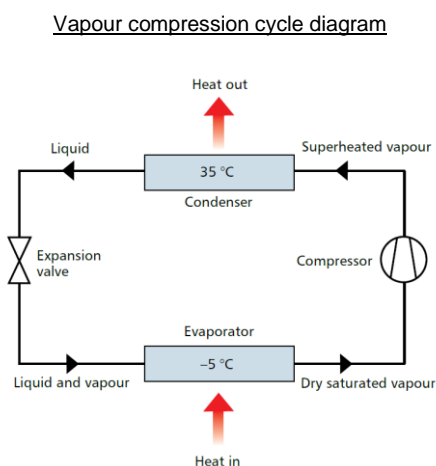 Vapour compression cycle diagram
Heat out
Liquid
Superheated vapour
35 °C
Condenser
Expansion
valve
Compressor
Evaporator
–5 °C
Liquid and vapour
Dry saturated vapour
Heat in